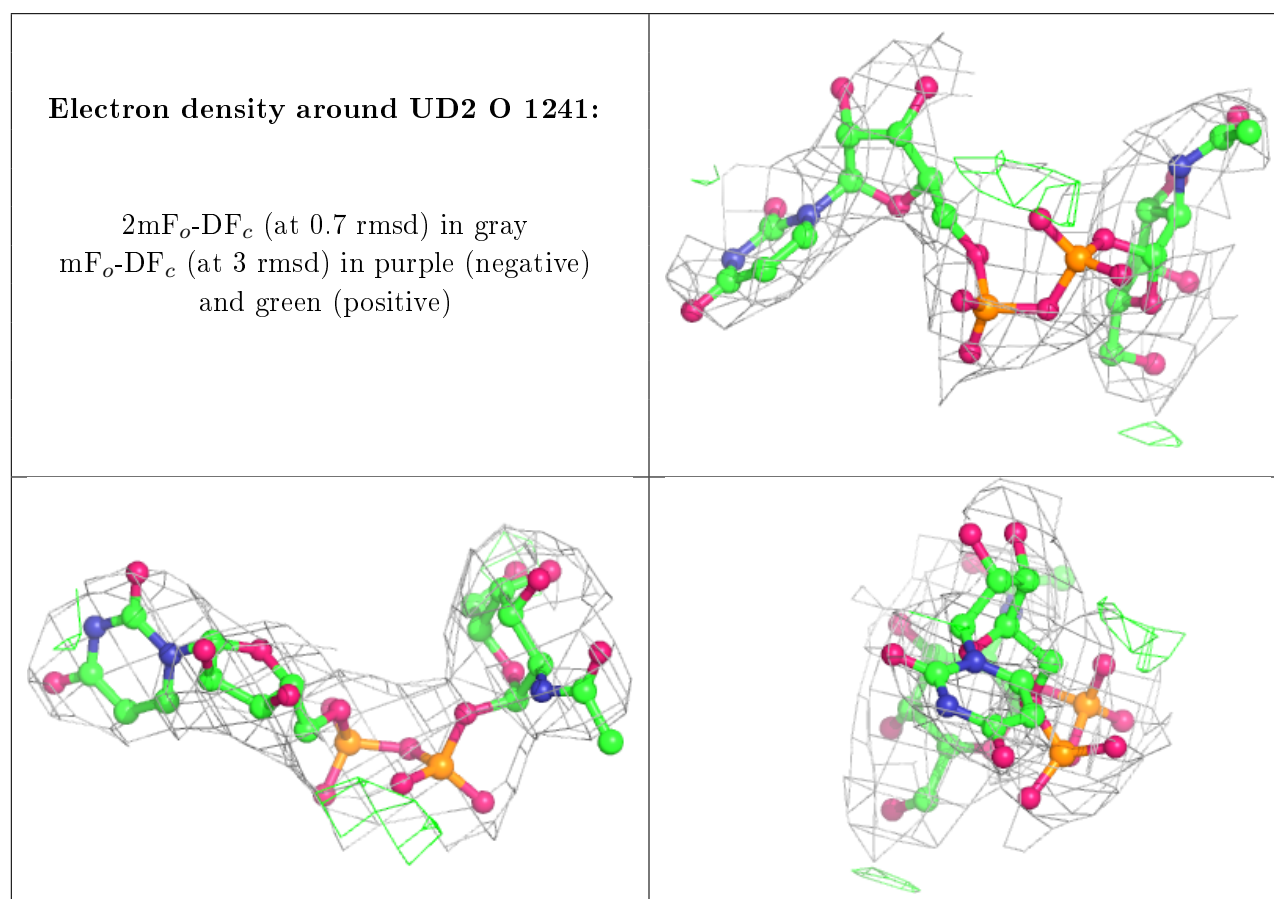 Electron density around UD2 O 1241:
2mFo-DFc (at 0.7 rmsd) in gray
mFo-DFc (at 3 rmsd) in purple (negative)
and green (positive)